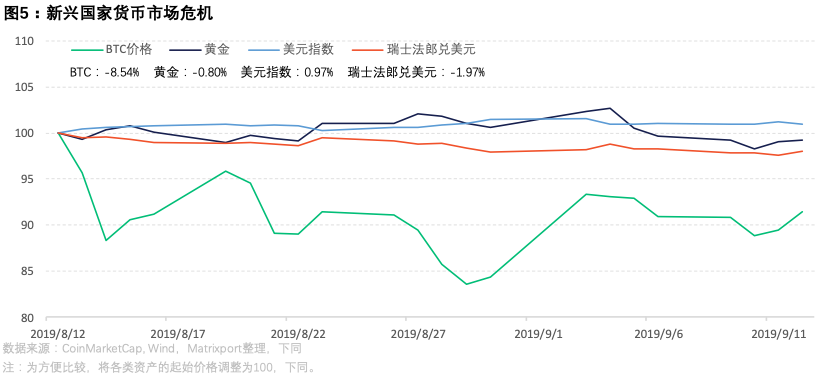 图5：新兴国家货币市场危机
110
BTC价格 黄金 美元指数 瑞士法郎兑美元
BTC：-8.54% 黄金：-0.80% 美元指数：0.97% 瑞士法郎兑美元：-1.97%
105
100
95
90
85
80
2019/8/12 2019/8/17 2019/8/22 2019/8/27 2019/9/1 2019/9/6 2019/9/11
数据来源：CoinMarketCap, Wind，Matrixport整理，下同
注：为方便比较，将各类资产的起始价格调整为100，下同。